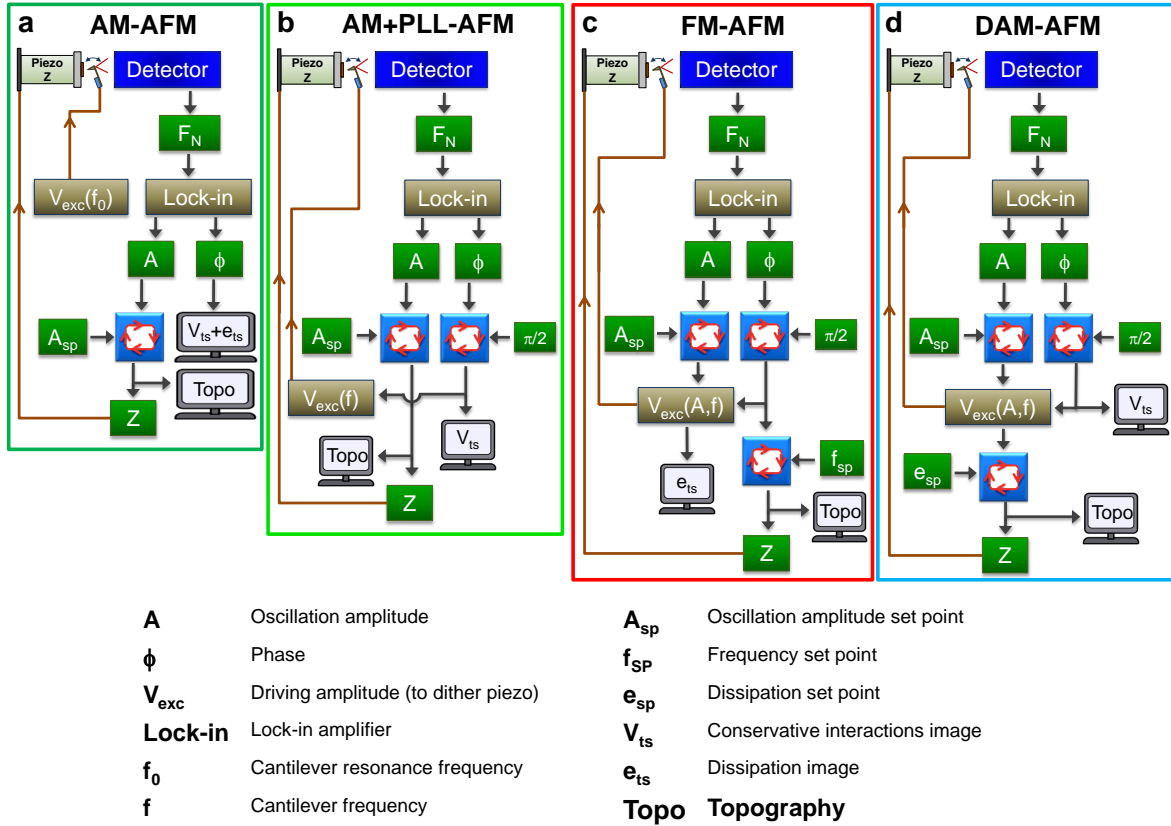 a AM-AFM
Piezo
Z
Detector
F_N
V_exc(f_0)
Lock-in
A
ϕ
A_sp
V_ts+e_ts
Topo
Z
b AM+PLL-AFM
Piezo
Z
Detector
F_N
Lock-in
A
ϕ
A_sp
π/2
V_exc(f)
V_ts
Topo
Z
c FM-AFM
Piezo
Z
Detector
F_N
Lock-in
A
ϕ
A_sp
π/2
V_exc(A,f)
e_ts
f_sp
Topo
Z
d DAM-AFM
Piezo
Z
Detector
F_N
Lock-in
A
ϕ
A_sp
π/2
V_exc(A,f)
V_ts
e_sp
Topo
Z
A Oscillation amplitude
ϕ Phase
V_exc Driving amplitude (to dither piezo)
Lock-in Lock-in amplifier
f_0 Cantilever resonance frequency
f Cantilever frequency
A_sp Oscillation amplitude set point
f_SP Frequency set point
e_sp Dissipation set point
V_ts Conservative interactions image
e_ts Dissipation image
Topo Topography